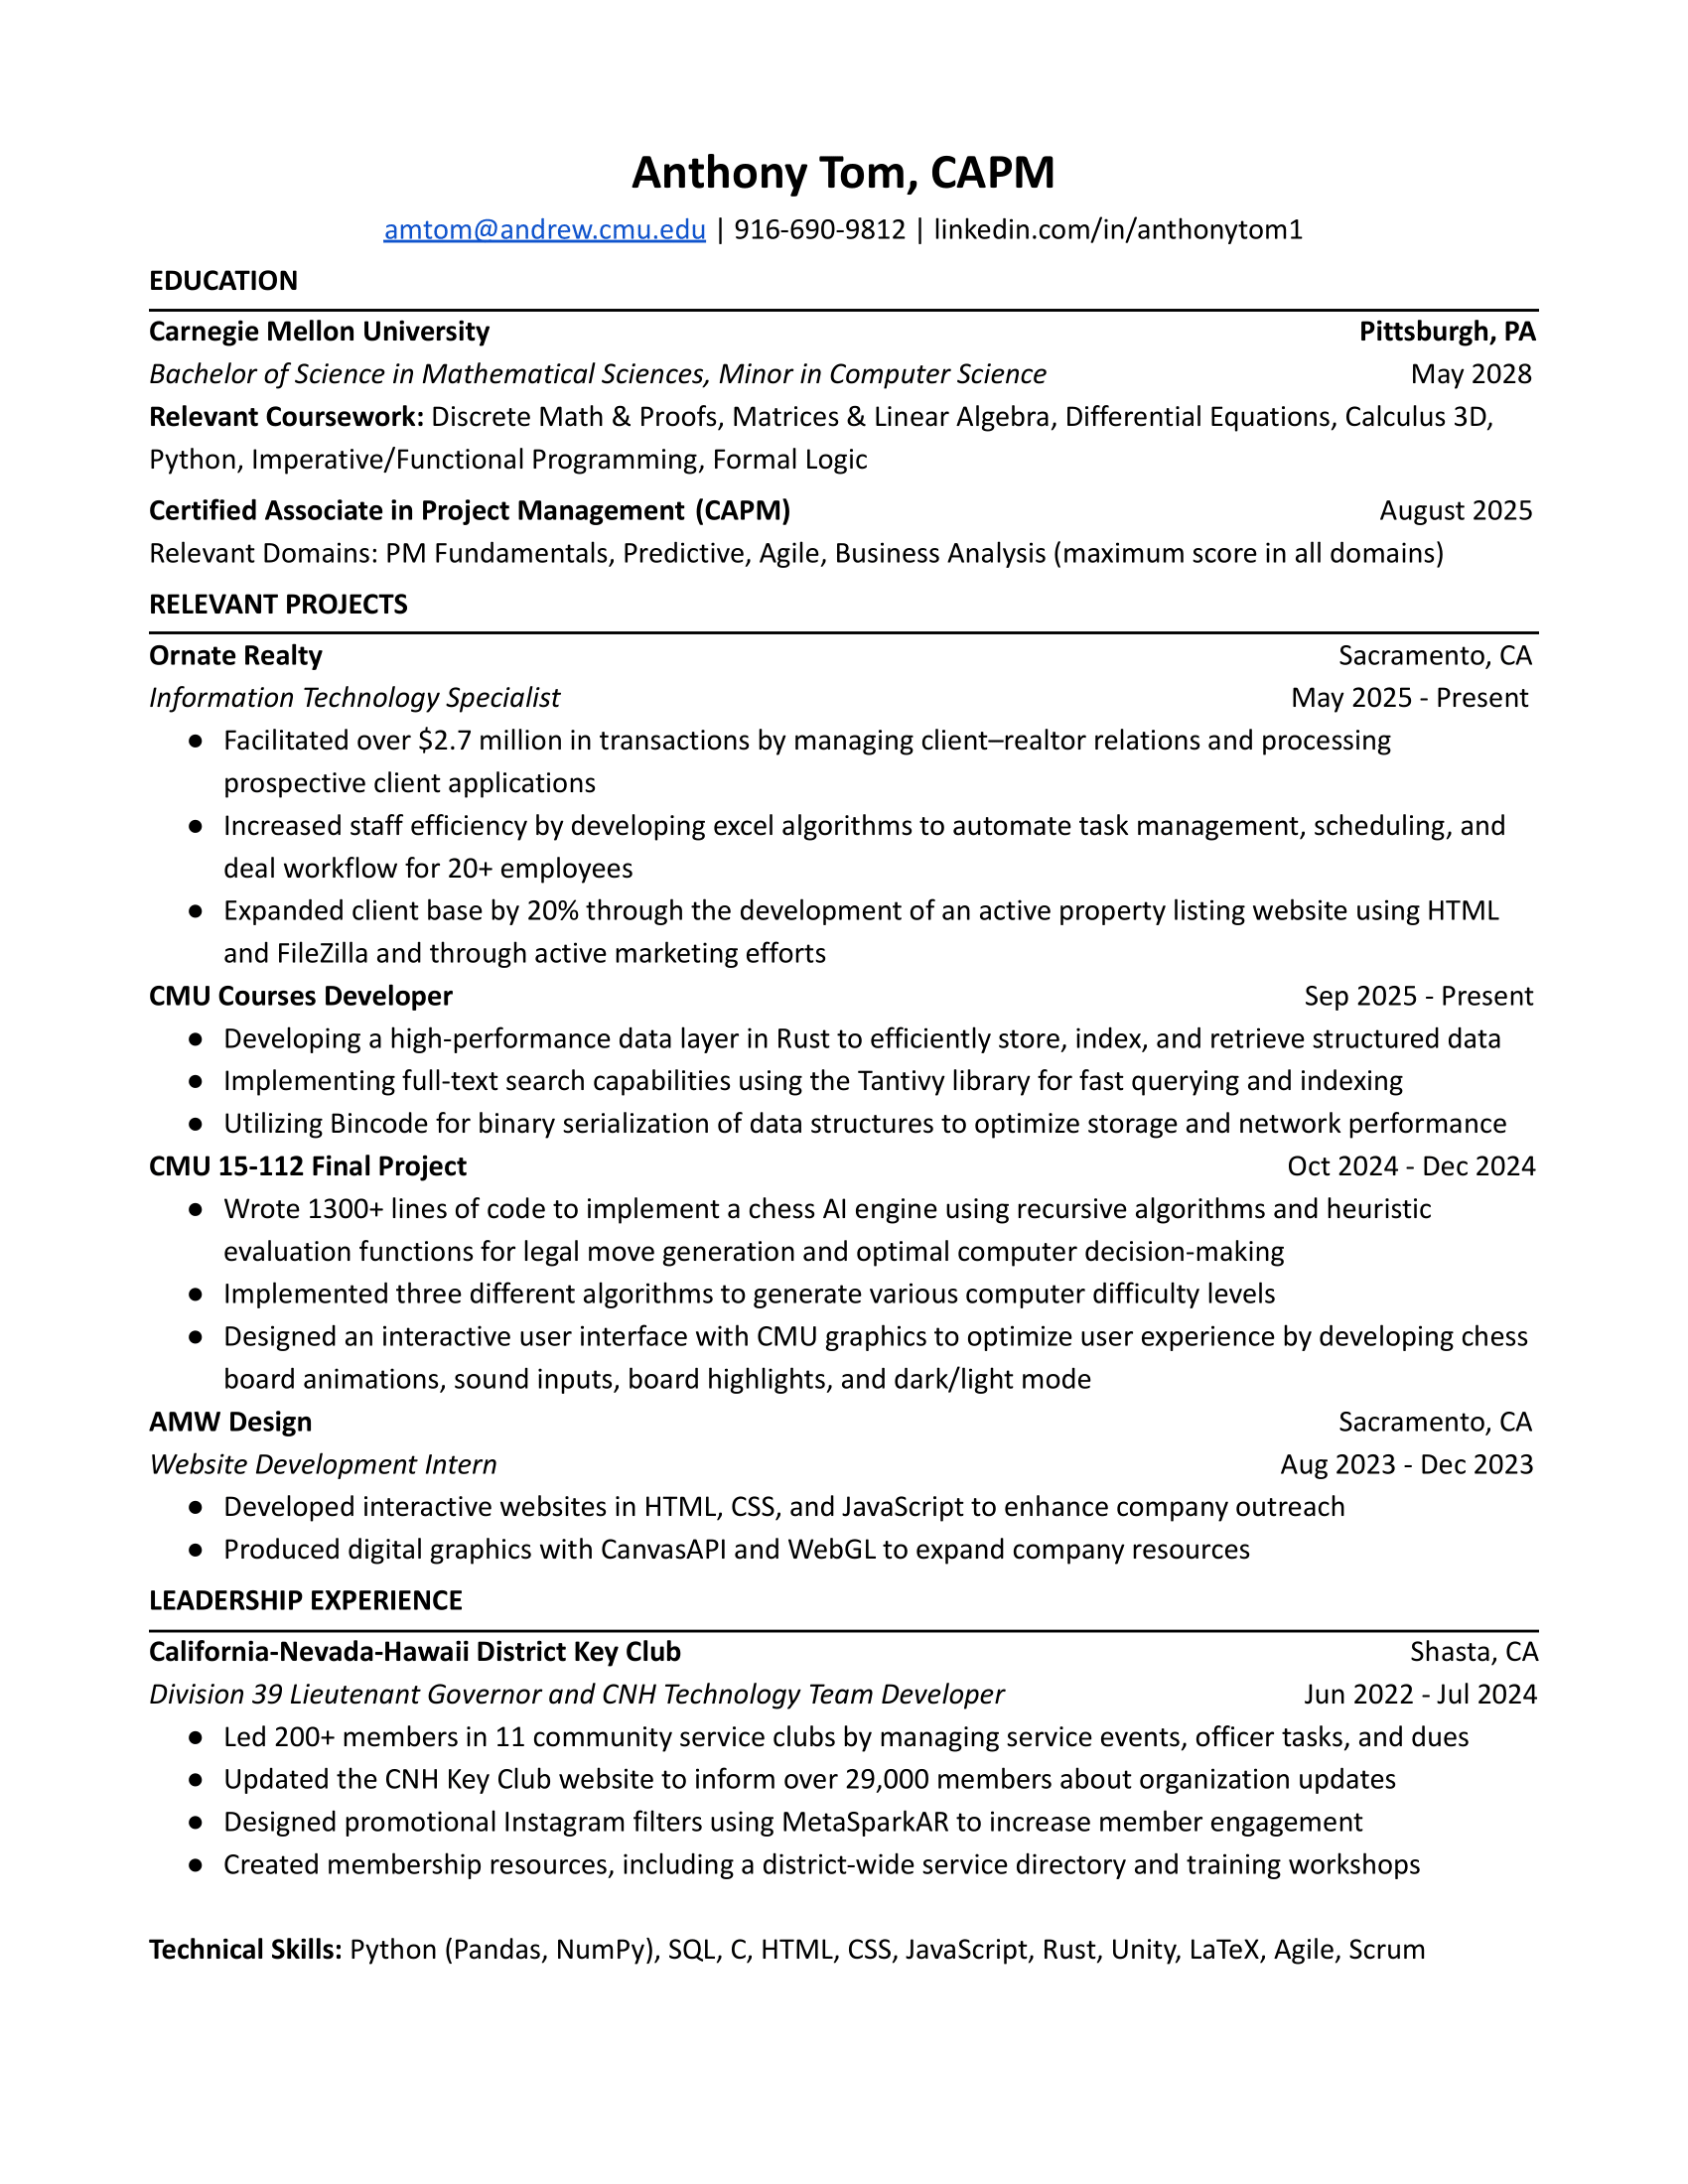 Anthony Tom, CAPM
amtom@andrew.cmu.edu | 916-690-9812 | linkedin.com/in/anthonytom1
EDUCATION
Carnegie Mellon University Pittsburgh, PA
Bachelor of Science in Mathematical Sciences, Minor in Computer Science May 2028
Relevant Coursework: Discrete Math & Proofs, Matrices & Linear Algebra, Differential Equations, Calculus 3D,
Python, Imperative/Functional Programming, Formal Logic
Certified Associate in Project Management (CAPM) August 2025
Relevant Domains: PM Fundamentals, Predictive, Agile, Business Analysis (maximum score in all domains)
RELEVANT PROJECTS
Ornate Realty Sacramento, CA
Information Technology Specialist May 2025 - Present
● Facilitated over $2.7 million in transactions by managing client–realtor relations and processing
prospective client applications
● Increased staff efficiency by developing excel algorithms to automate task management, scheduling, and
deal workflow for 20+ employees
● Expanded client base by 20% through the development of an active property listing website using HTML
and FileZilla and through active marketing efforts
CMU Courses Developer Sep 2025 - Present
● Developing a high-performance data layer in Rust to efficiently store, index, and retrieve structured data
● Implementing full-text search capabilities using the Tantivy library for fast querying and indexing
● Utilizing Bincode for binary serialization of data structures to optimize storage and network performance
CMU 15-112 Final Project Oct 2024 - Dec 2024
● Wrote 1300+ lines of code to implement a chess AI engine using recursive algorithms and heuristic
evaluation functions for legal move generation and optimal computer decision-making
● Implemented three different algorithms to generate various computer difficulty levels
● Designed an interactive user interface with CMU graphics to optimize user experience by developing chess
board animations, sound inputs, board highlights, and dark/light mode
AMW Design Sacramento, CA
Website Development Intern Aug 2023 - Dec 2023
● Developed interactive websites in HTML, CSS, and JavaScript to enhance company outreach
● Produced digital graphics with CanvasAPI and WebGL to expand company resources
LEADERSHIP EXPERIENCE
California-Nevada-Hawaii District Key Club Shasta, CA
Division 39 Lieutenant Governor and CNH Technology Team Developer Jun 2022 - Jul 2024
● Led 200+ members in 11 community service clubs by managing service events, officer tasks, and dues
● Updated the CNH Key Club website to inform over 29,000 members about organization updates
● Designed promotional Instagram filters using MetaSparkAR to increase member engagement
● Created membership resources, including a district-wide service directory and training workshops
Technical Skills: Python (Pandas, NumPy), SQL, C, HTML, CSS, JavaScript, Rust, Unity, LaTeX, Agile, Scrum